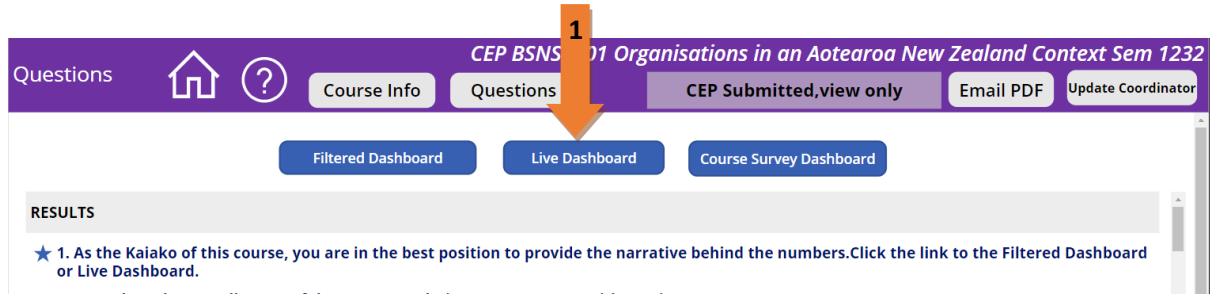 1
CEP BSNS 01 Organisations in an Aotearoa New Zealand Context Sem 1232
Questions
?
Course Info
Questions
CEP Submitted,view only
Email PDF
Update Coordinator
Filtered Dashboard
Live Dashboard
Course Survey Dashboard
RESULTS
★ 1. As the Kaiako of this course, you are in the best position to provide the narrative behind the numbers.Click the link to the Filtered Dashboard
or Live Dashboard.